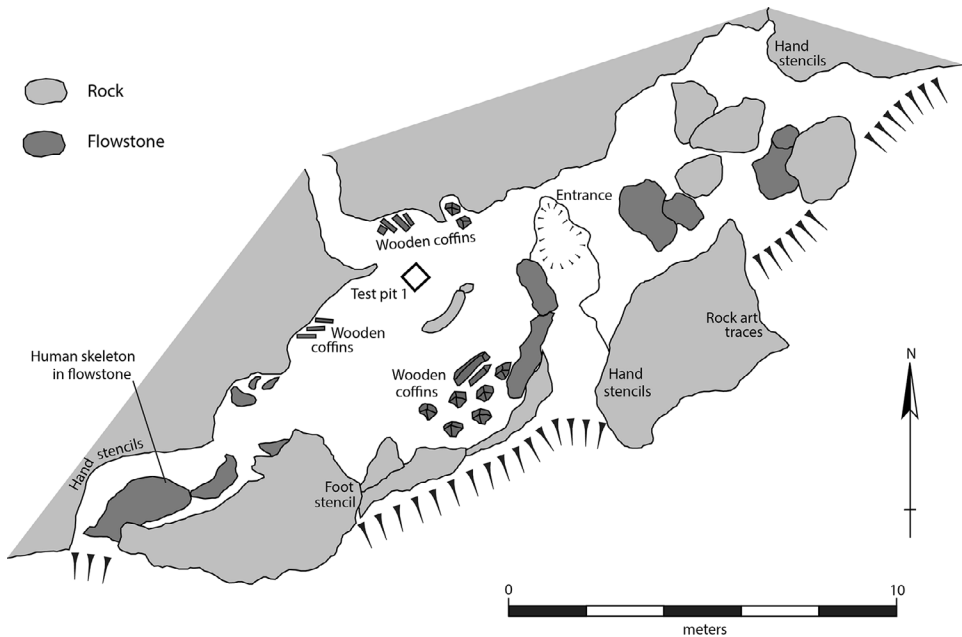 Rock
Flowstone
Hand
stencils
Entrance
Wooden coffins
Test pit 1
Wooden
coffins
Rock art
traces
Human skeleton
in flowstone
Wooden
coffins
Hand
stencils
N
Hand stencils
Foot
stencil
0
10
meters